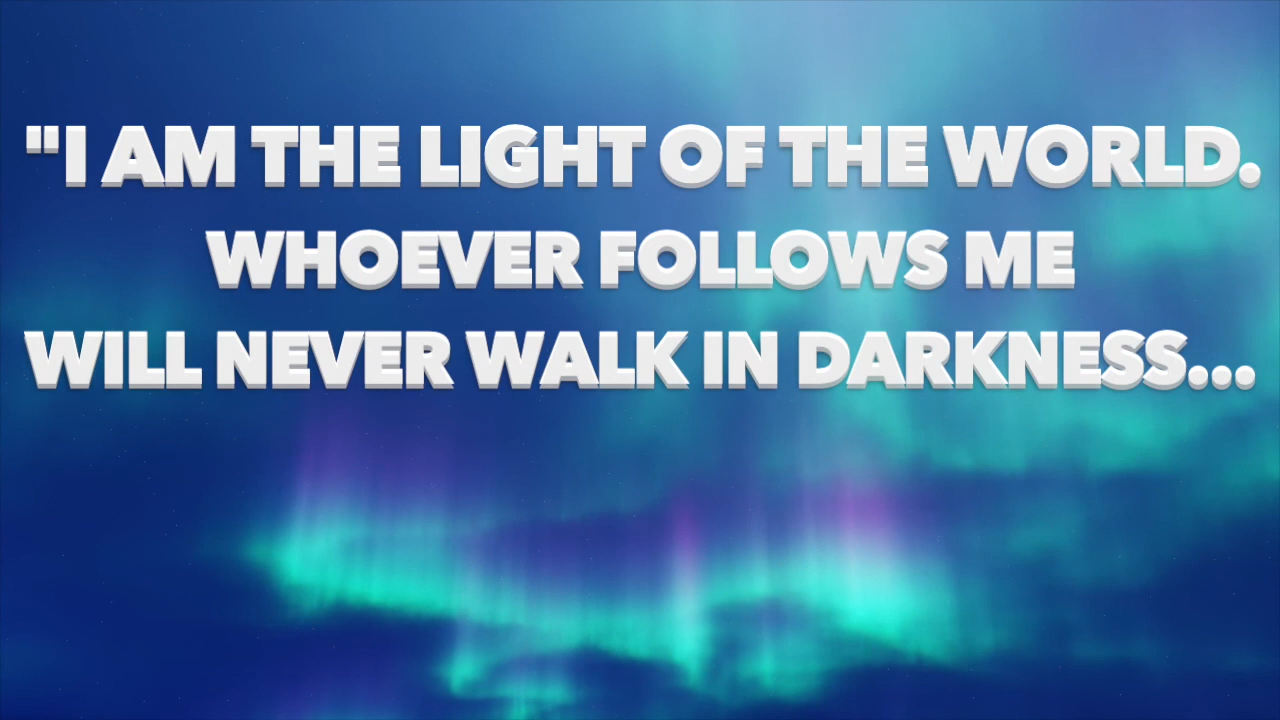 "I AM THE LIGHT OF THE WORLD.
WHOEVER FOLLOWS ME
WILL NEVER WALK IN DARKNESS...